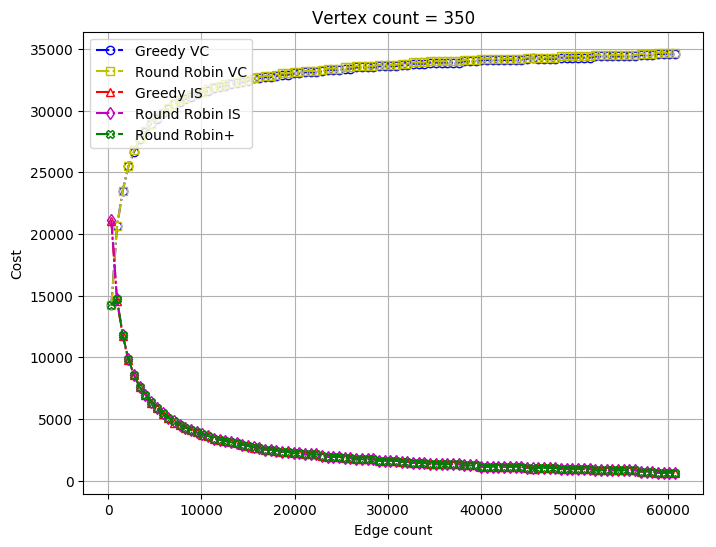 Vertex count = 350
35000
30000
25000
20000
15000
10000
5000
0
Cost
Greedy VC
Round Robin VC
Greedy IS
Round Robin IS
Round Robin+
0
10000
20000
30000
40000
50000
60000
Edge count